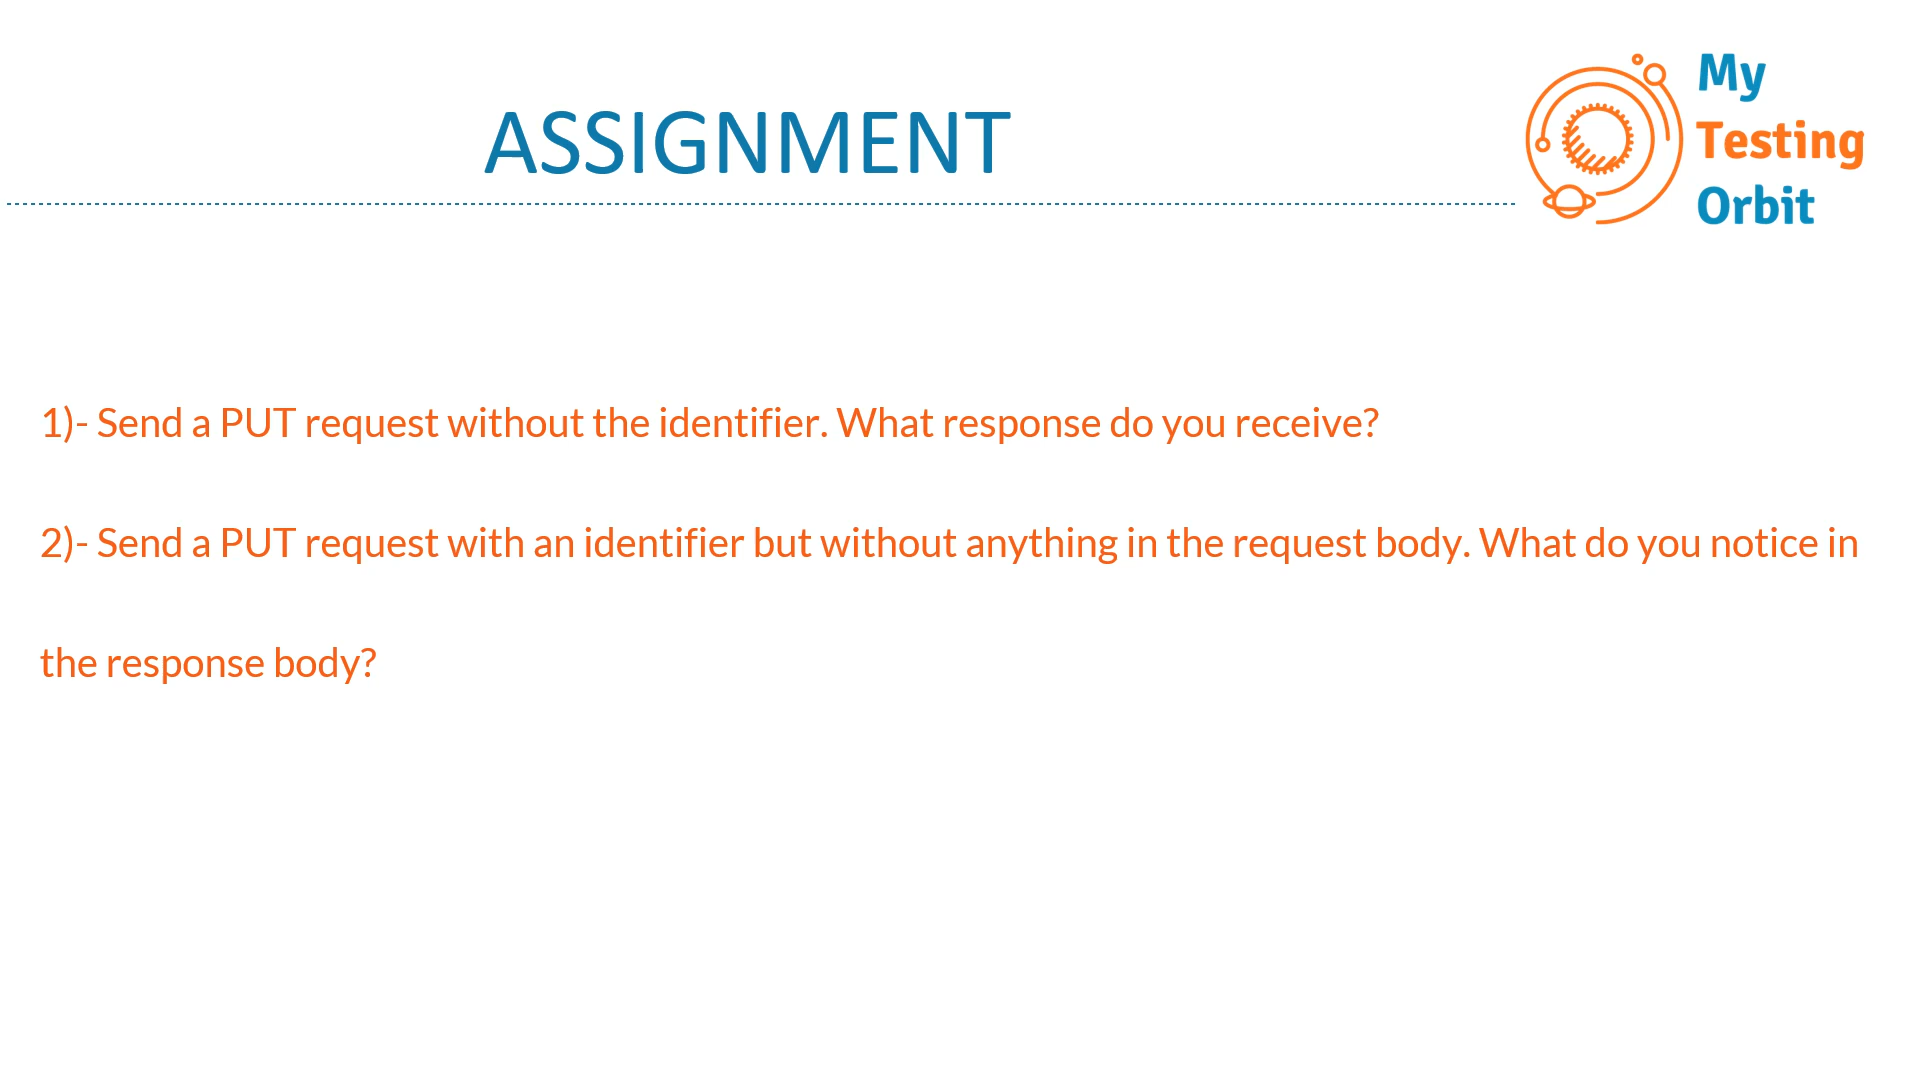 ASSIGNMENT
My
Testing
Orbit
1)- Send a PUT request without the identifier. What response do you receive?
2)- Send a PUT request with an identifier but without anything in the request body. What do you notice in
the response body?